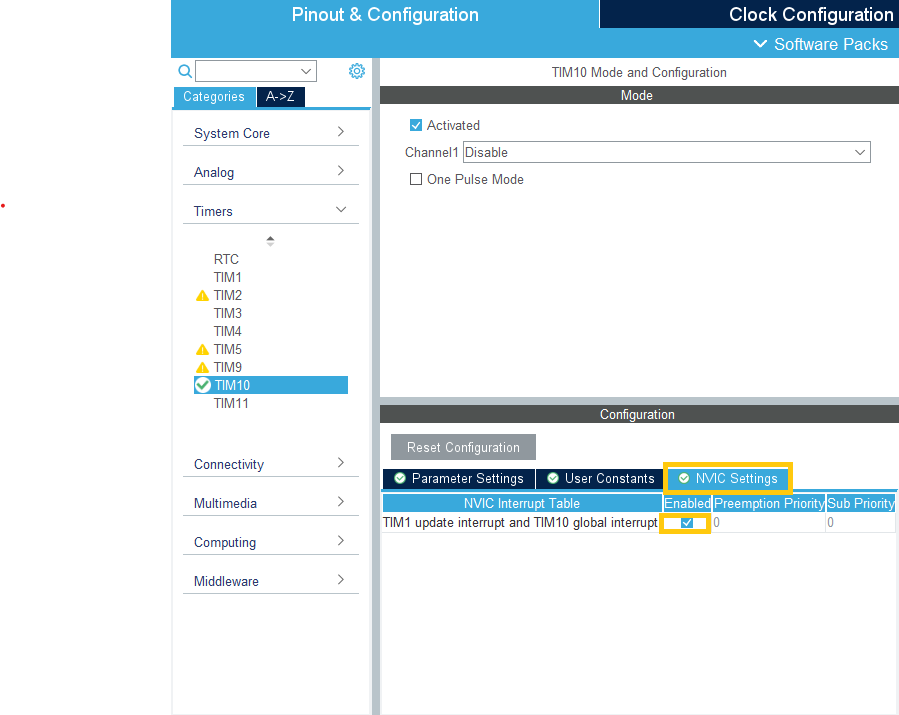 Pinout & Configuration
Clock Configuration
Software Packs
Categories
A->Z
System Core
Analog
Timers
RTC
TIM1
TIM2
TIM3
TIM4
TIM5
TIM9
TIM10
TIM11
Connectivity
Multimedia
Computing
Middleware
TIM10 Mode and Configuration
Mode
Activated
Channel1 Disable
One Pulse Mode
Configuration
Reset Configuration
Parameter Settings
User Constants
NVIC Settings
NVIC Interrupt Table Enabled Preemption Priority Sub Priority
TIM1 update interrupt and TIM10 global interrupt 0 0